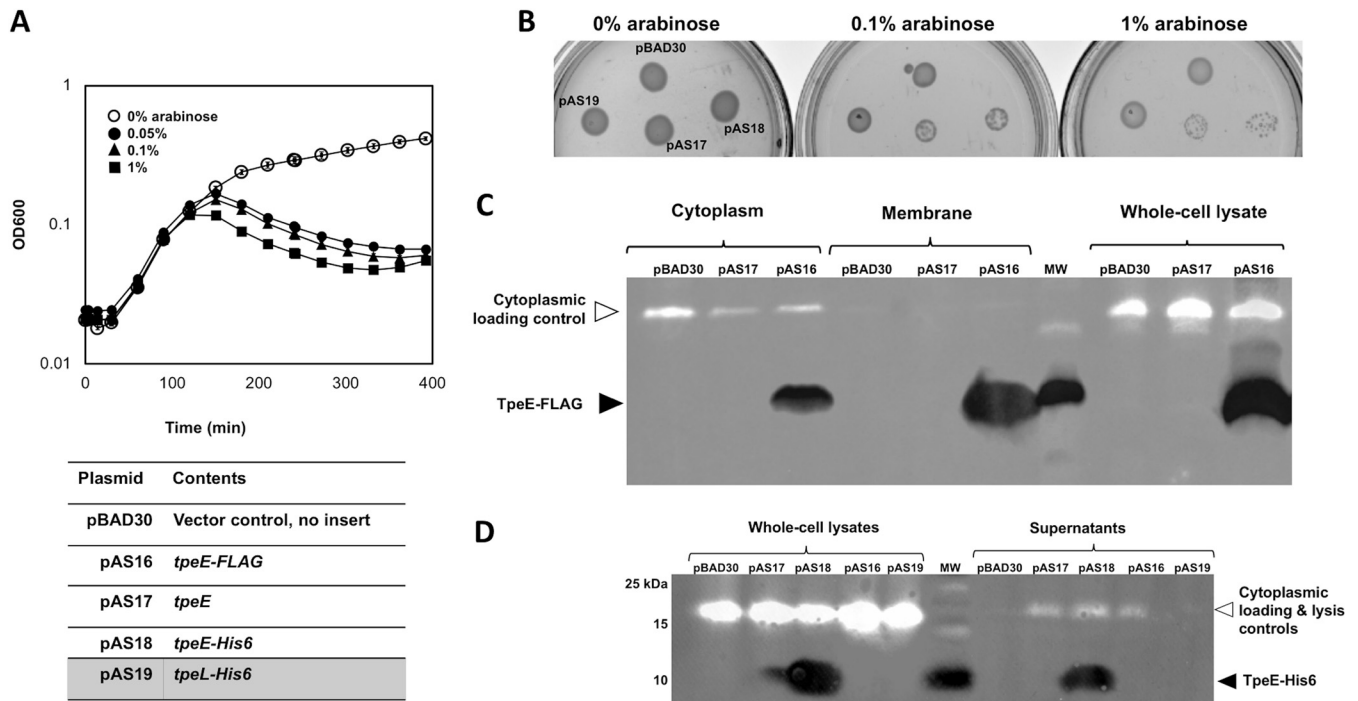 A
1
0.1
0.01
OD600
0% arabinose
0.05%
0.1%
1%
0 100 200 300 400
Time (min)
Plasmid Contents
pBAD30 Vector control, no insert
pAS16 tpeE-FLAG
pAS17 tpeE
pAS18 tpeE-His6
pAS19 tpeL-His6
B
0% arabinose 0.1% arabinose 1% arabinose
pBAD30
pAS19
pAS18
pAS17
C
Cytoplasm Membrane Whole-cell lysate
pBAD30 pAS17 pAS16 pBAD30 pAS17 pAS16 MW pBAD30 pAS17 pAS16
Cytoplasmic
loading control
TpeE-FLAG
D
Whole-cell lysates Supernatants
pBAD30 pAS17 pAS18 pAS16 pAS19 MW pBAD30 pAS17 pAS18 pAS16 pAS19
25 kDa
15
10
Cytoplasmic
loading & lysis
controls
TpeE-His6